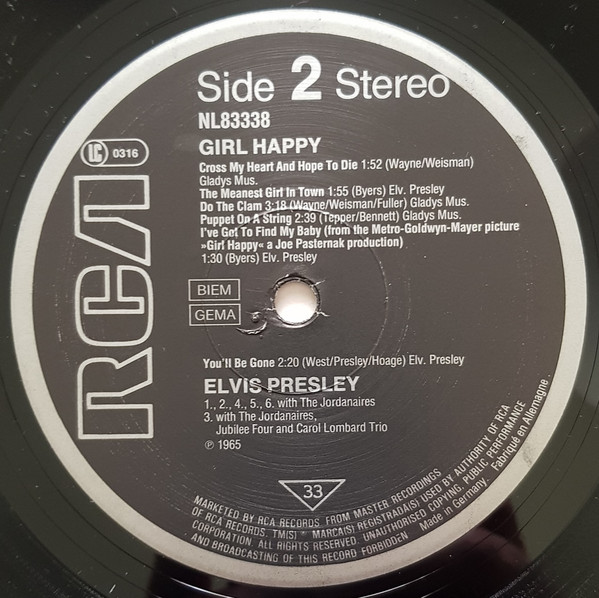 Side 2 Stereo
NL83338
GIRL HAPPY
LC 0316
Cross My Heart And Hope To Die 1:52 (Wayne/Weisman)
Gladys Mus.
The Meanest Girl In Town 1:55 (Byers) Elv. Presley
Do The Clam 3:18 (Wayne/Weisman/Fuller) Gladys Mus.
Puppet On A String 2:39 (Tepper/Bennett) Gladys Mus.
I've Got To Find My Baby (from the Metro-Goldwyn-Mayer picture
»Girl Happy« a Joe Pasternak production)
1:30 (Byers) Elv. Presley
RCA
BIEM
GEMA
You'll Be Gone 2:20 (West/Presley/Hoage) Elv. Presley
ELVIS PRESLEY
1., 2., 4., 5., 6. with The Jordanaires
3. with The Jordanaires,
Jubilee Four and Carol Lombard Trio
℗ 1965
33
MARKETED BY RCA RECORDS FROM MASTER RECORDINGS
OF RCA RECORDS. TM(S) ® MARCA(S) REGISTRADA(S) USED BY AUTHORITY OF RCA
CORPORATION. ALL RIGHTS RESERVED. UNAUTHORISED COPYING, PUBLIC PERFORMANCE
AND BROADCASTING OF THIS RECORD FORBIDDEN Made in Germany. Fabriqué en Allemagne.